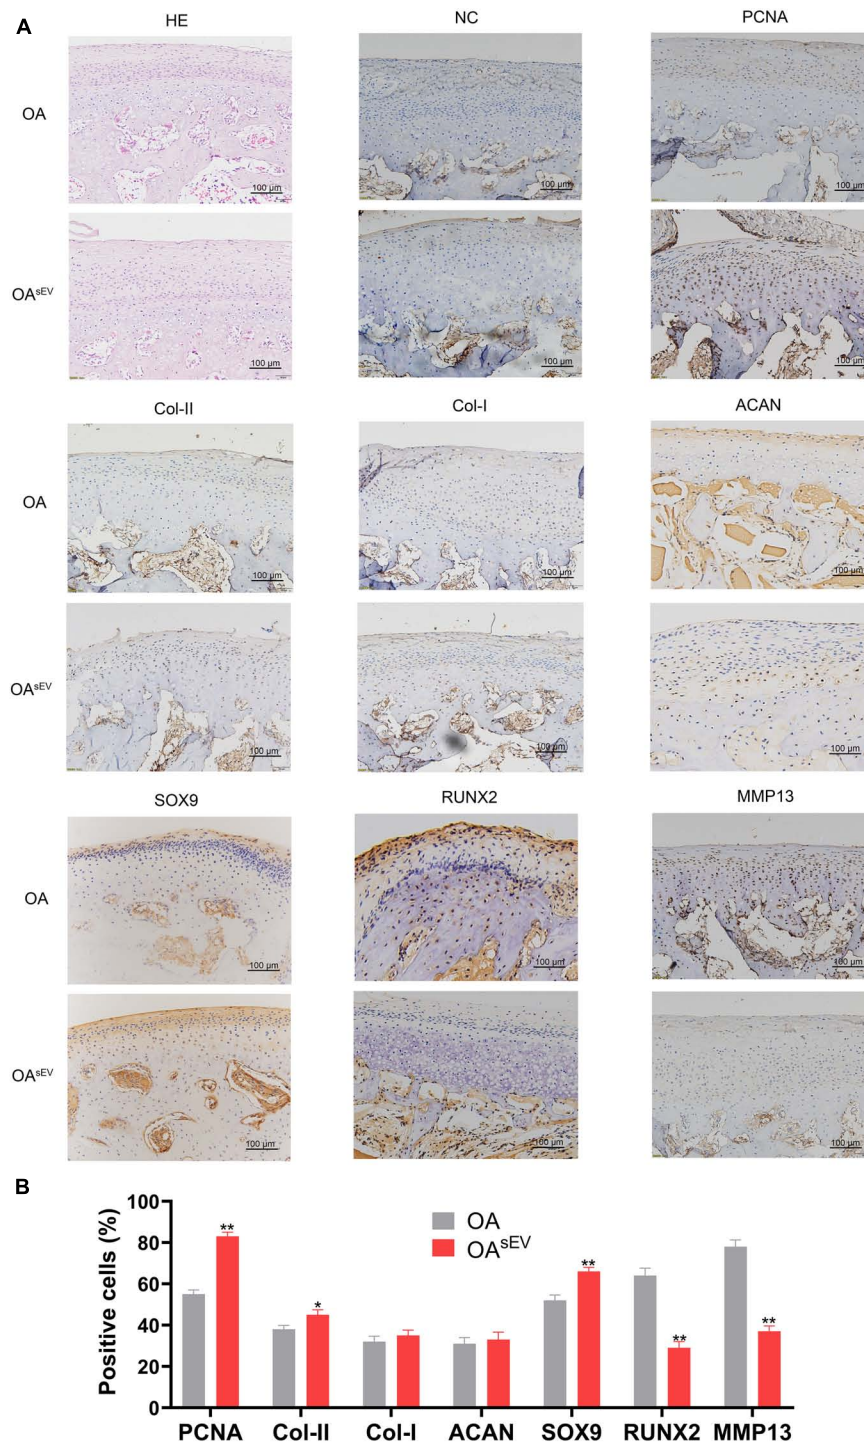 A
HE NC PCNA
OA
100 µm 100 µm 100 µm
OAsEV
100 µm 100 µm 100 µm
Col-II Col-I ACAN
OA
100 µm 100 µm 100 µm
OAsEV
100 µm 100 µm 100 µm
SOX9 RUNX2 MMP13
OA
100 µm 100 µm 100 µm
OAsEV
100 µm 100 µm 100 µm
B
Positive cells (%)
100
80
60
40
20
0
OA
OAsEV
** * ** ** **
PCNA Col-II Col-I ACAN SOX9 RUNX2 MMP13